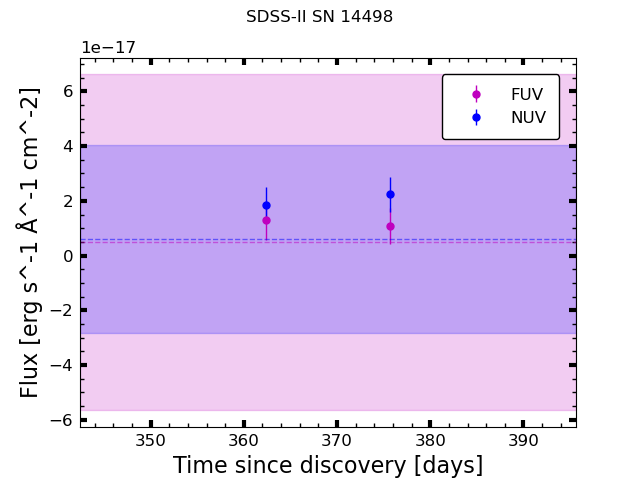 SDSS-II SN 14498
1e−17
FUV
NUV
6
4
2
0
−2
−4
−6
Flux [erg s^-1 Å^-1 cm^-2]
350
360
370
380
390
Time since discovery [days]